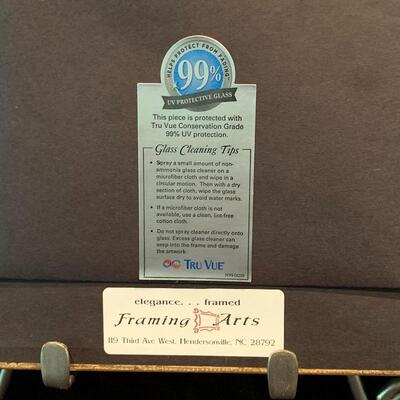 HELPS PROTECT FROM FADING
99%
UV PROTECTIVE GLASS
This piece is protected with
Tru Vue Conservation Grade
99% UV protection.
Glass Cleaning Tips
• Spray a small amount of non-
ammonia glass cleaner on a
microfiber cloth and wipe in a
circular motion. Then with a dry
section of cloth, wipe the glass
surface dry to avoid water marks.
• If a microfiber cloth is not
available, use a clean, lint-free
cotton cloth.
• Do not spray cleaner directly onto
glass. Excess glass cleaner can
seep into the frame and damage
the artwork.
TRU VUE
elegance. . . framed
Framing Arts
119 Third Ave West, Hendersonville, NC 28792